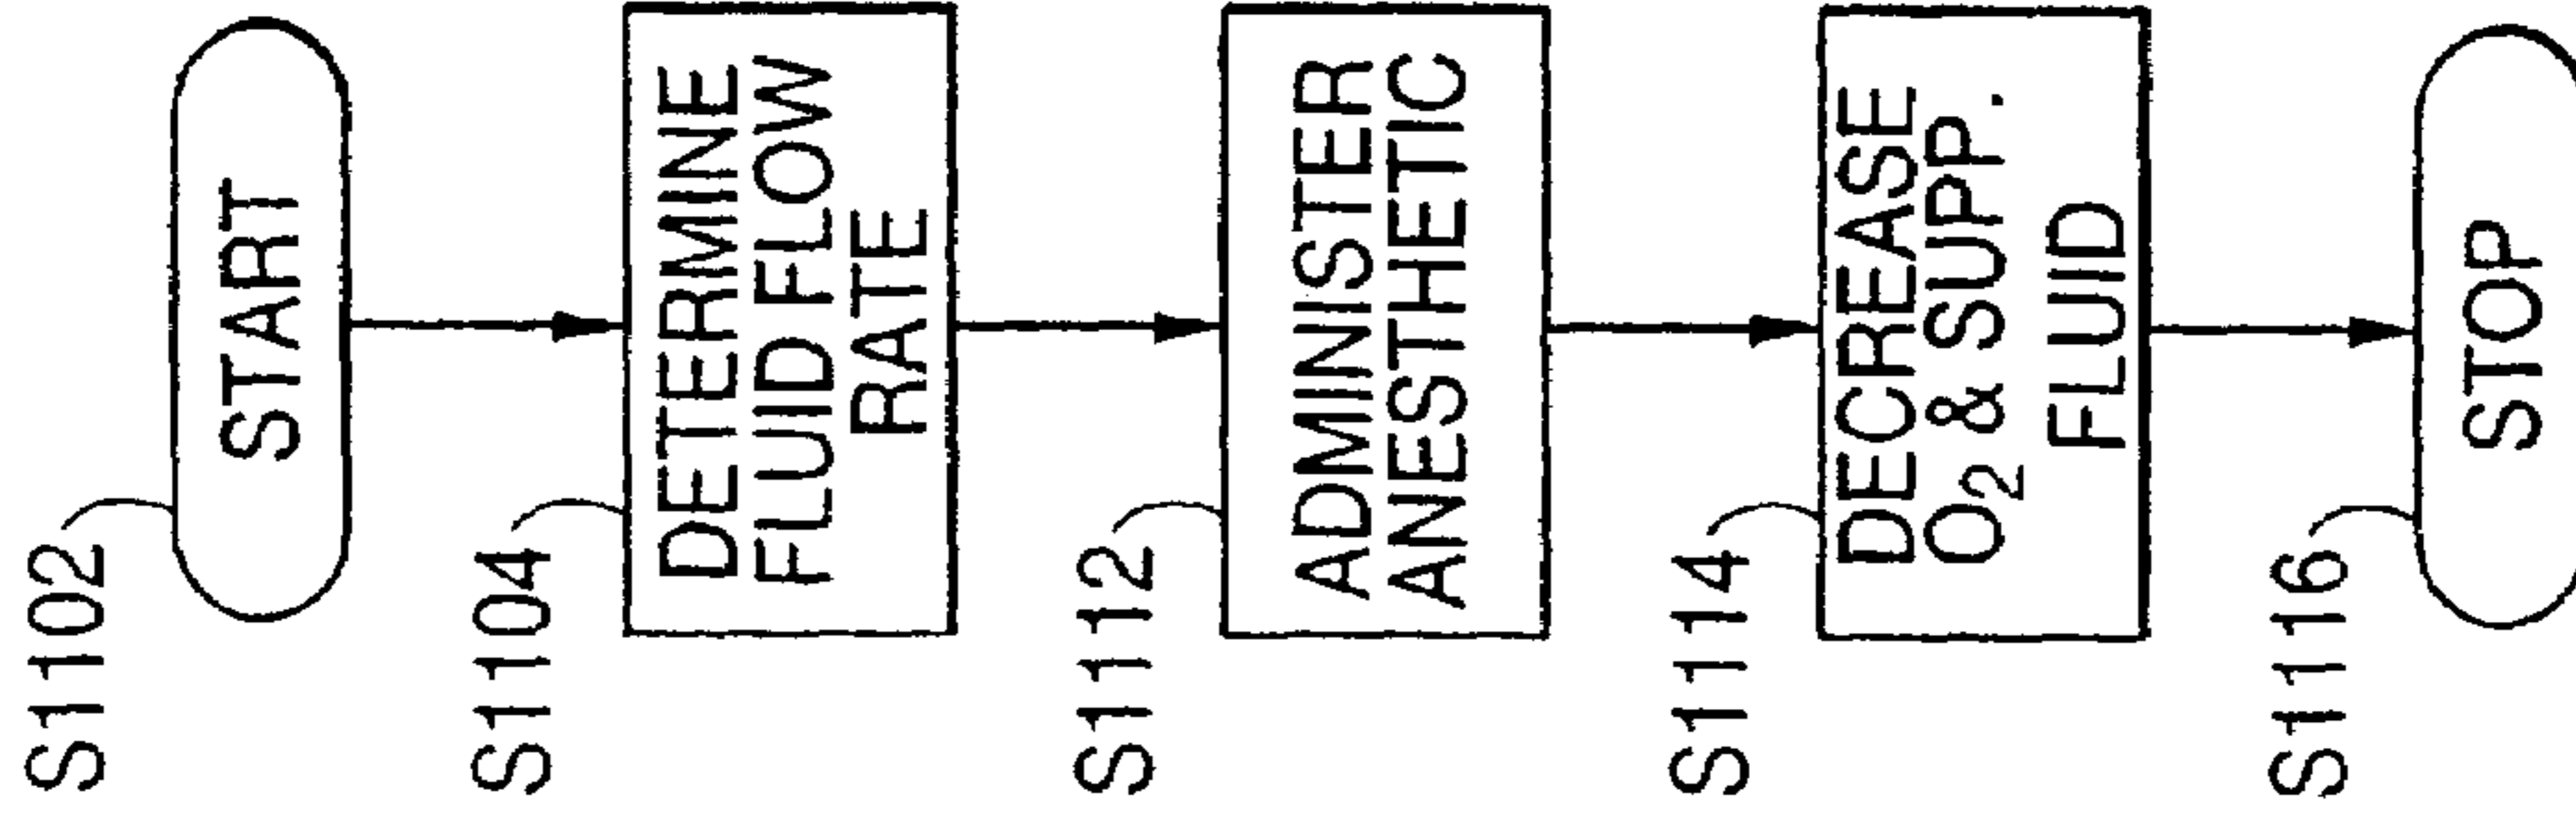 S1102
START
S1104
DETERMINE
FLUID FLOW
RATE
S1112
ADMINISTER
ANESTHETIC
S1114
DECREASE
O₂ & SUPP.
FLUID
S1116
STOP